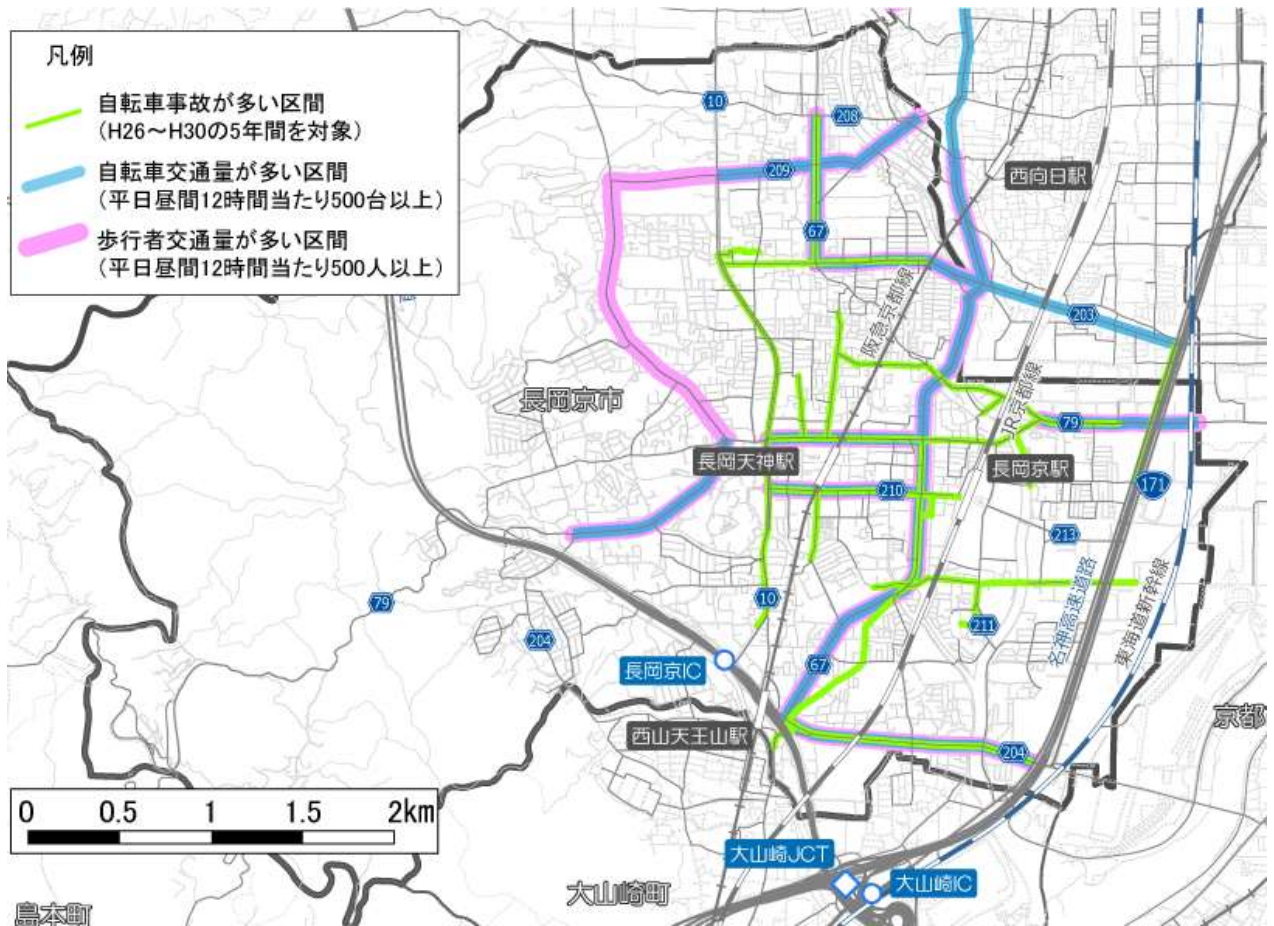 凡例
自転車事故が多い区間
(H26~H30の5年間を対象)
自転車交通量が多い区間
(平日昼間12時間当たり500台以上)
歩行者交通量が多い区間
(平日昼間12時間当たり500人以上)
10
208
209
西向日駅
67
阪急京都線
203
長岡京市
JR京都線
79
長岡天神駅
長岡京駅
210
171
213
79
10
204
211
名神高速道路
東海道新幹線
長岡京IC
67
京都
西山天王山駅
204
0 0.5 1 1.5 2km
大山崎JCT
大山崎IC
大山崎町
島本町